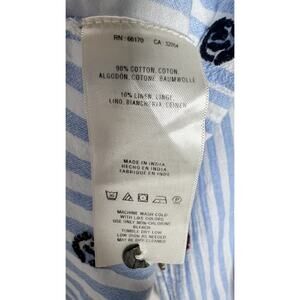 RN 66170 CA 32054
90% COTTON, COTON,
ALGODÓN, COTONE, BAUMWOLLE
10% LINEN, LINGE,
LINO, BIANCHERIA, LEINEN
MADE IN INDIA
HECHO EN INDIA
FABRIQUÉ EN INDE
MACHINE WASH COLD
WITH LIKE COLORS
USE ONLY NON-CHLORINE
BLEACH
TUMBLE DRY LOW
LOW IRON AS NEEDED
MAY BE DRY CLEANED